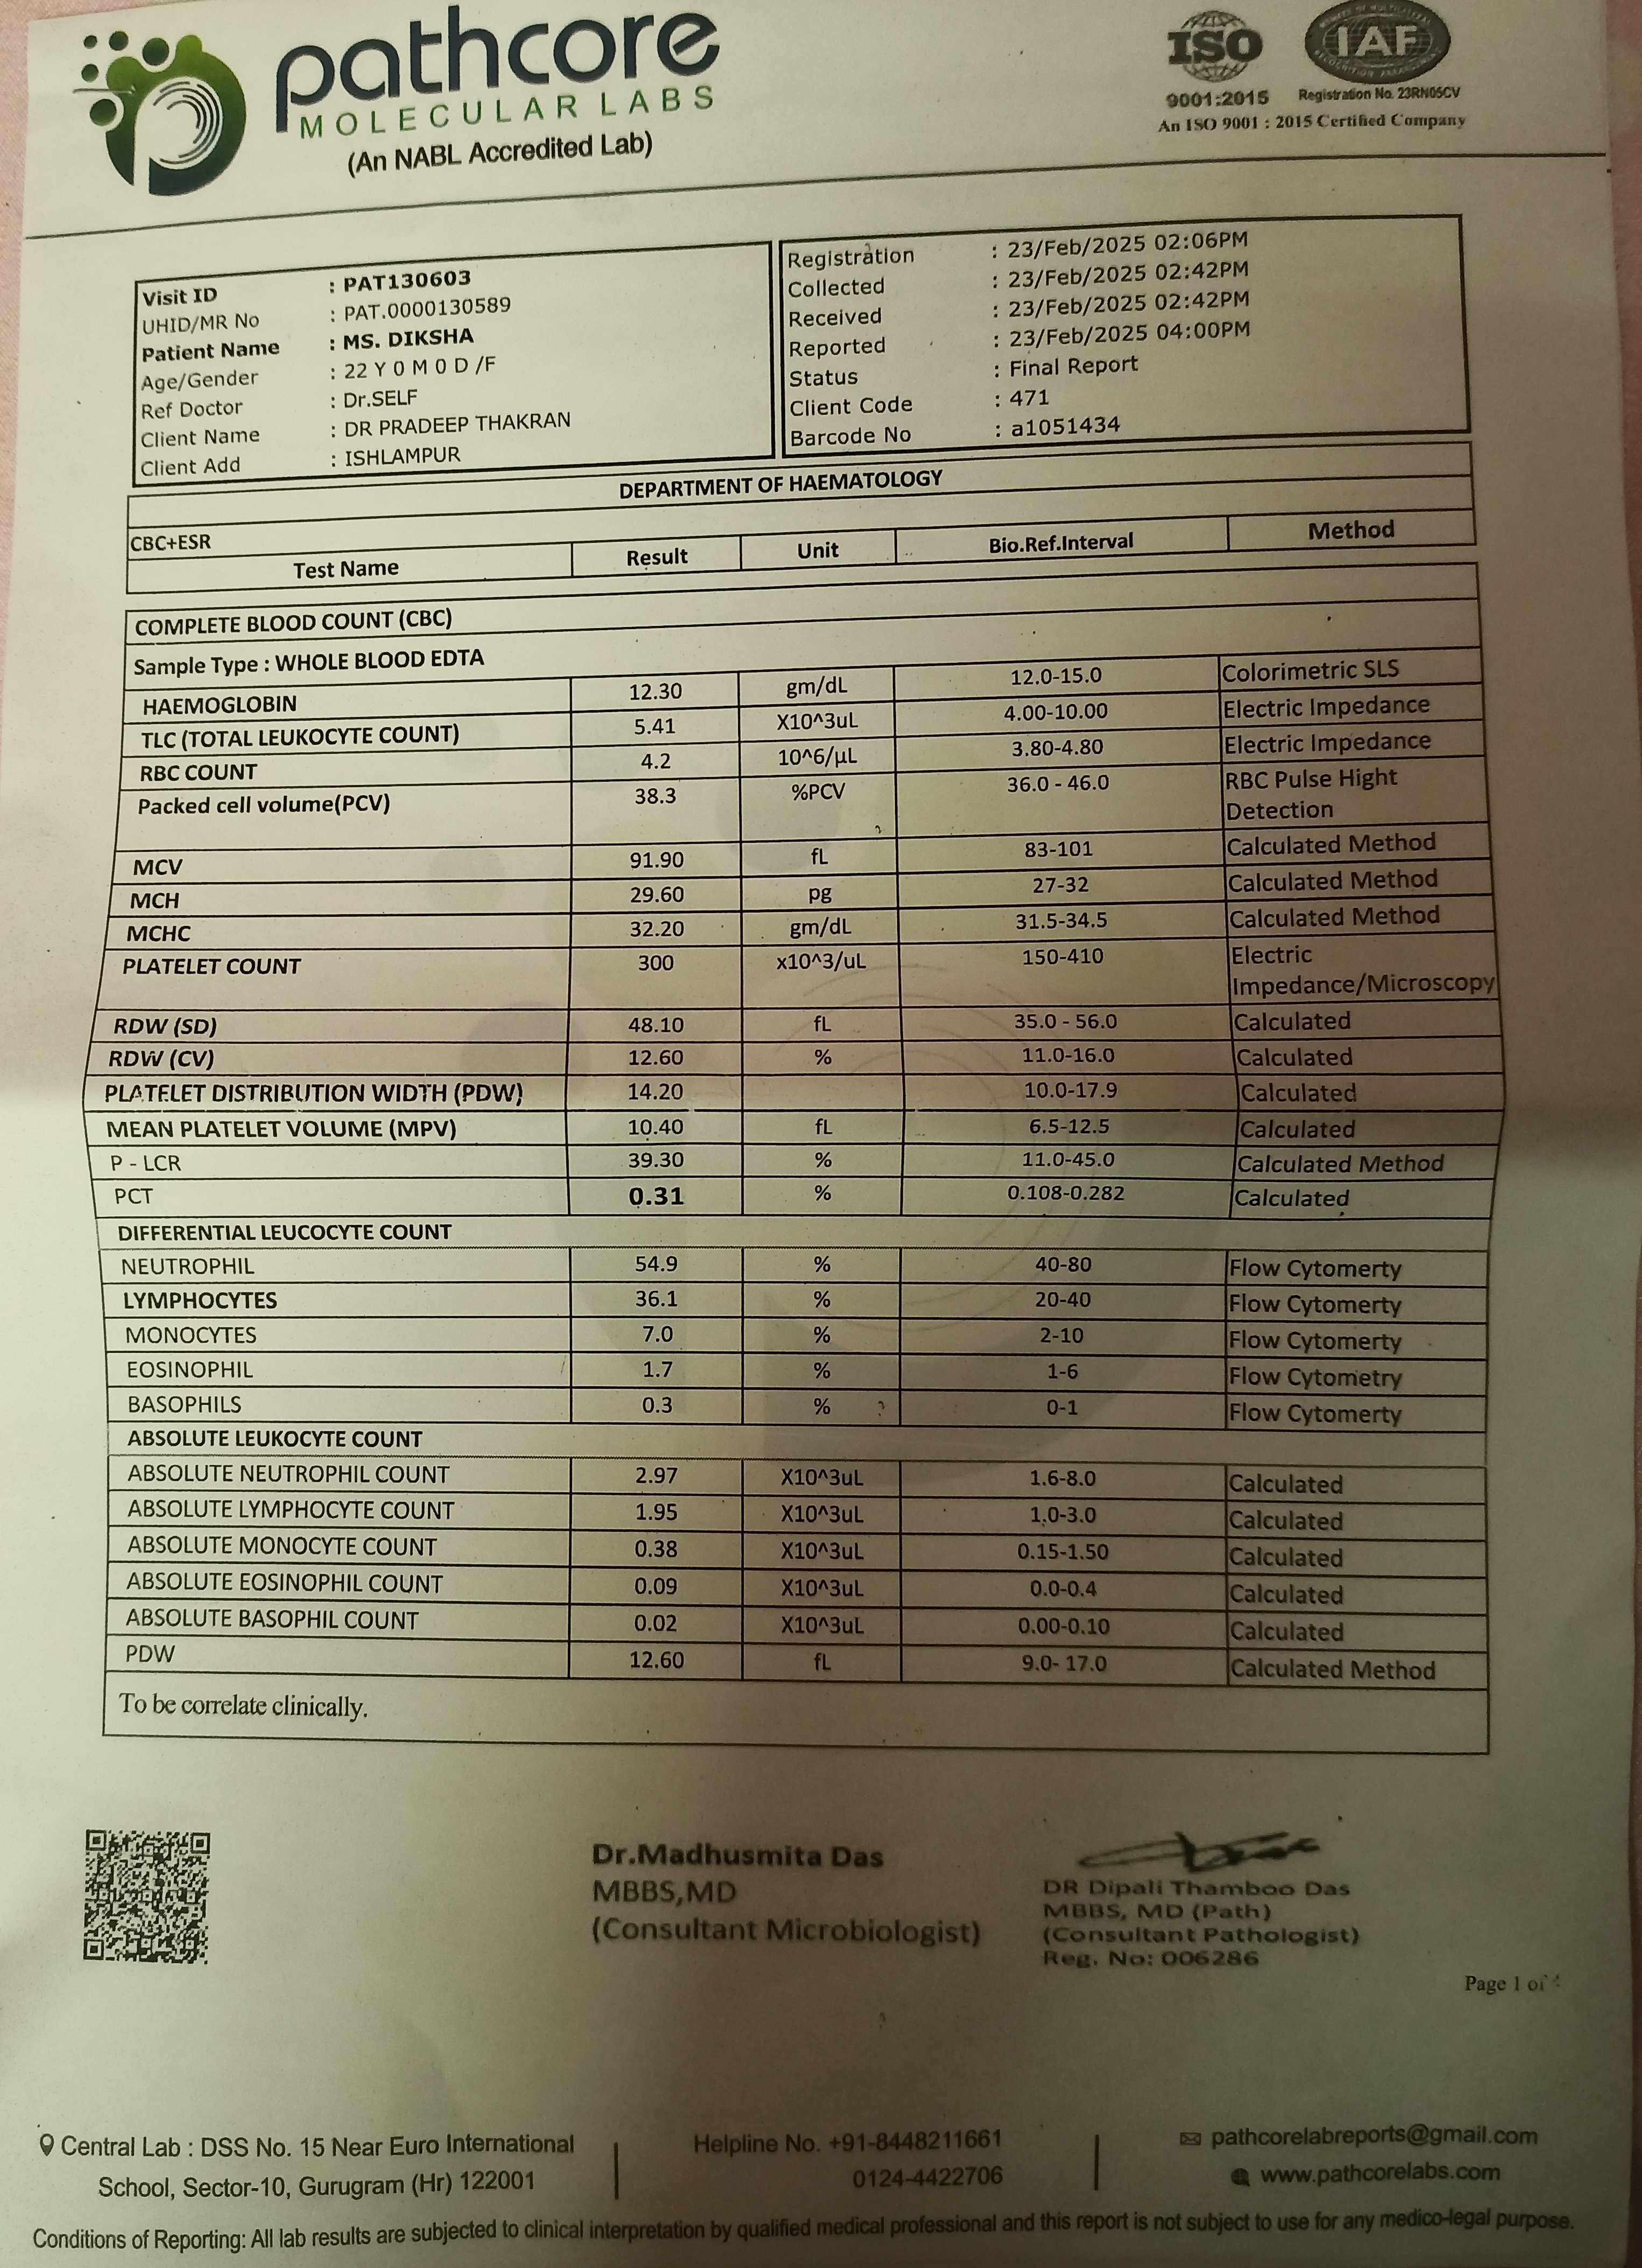 pathcore
MOLECULAR LABS
(An NABL Accredited Lab)
ISO
9001:2015
An ISO 9001 : 2015 Certified Company
IAF
Registration No. 23RN05CV
Visit ID : PAT130603
UHID/MR No : PAT.0000130589
Patient Name : MS. DIKSHA
Age/Gender : 22 Y 0 M 0 D /F
Ref Doctor : Dr.SELF
Client Name : DR PRADEEP THAKRAN
Client Add : ISHLAMPUR
Registration : 23/Feb/2025 02:06PM
Collected : 23/Feb/2025 02:42PM
Received : 23/Feb/2025 02:42PM
Reported : 23/Feb/2025 04:00PM
Status : Final Report
Client Code : 471
Barcode No : a1051434
DEPARTMENT OF HAEMATOLOGY
CBC+ESR
Test Name Result Unit Bio.Ref.Interval Method
COMPLETE BLOOD COUNT (CBC)
Sample Type : WHOLE BLOOD EDTA
HAEMOGLOBIN 12.30 gm/dL 12.0-15.0 Colorimetric SLS
TLC (TOTAL LEUKOCYTE COUNT) 5.41 X10^3uL 4.00-10.00 Electric Impedance
RBC COUNT 4.2 10^6/µL 3.80-4.80 Electric Impedance
Packed cell volume(PCV) 38.3 %PCV 36.0 - 46.0 RBC Pulse Hight
Detection
MCV 91.90 fL 83-101 Calculated Method
MCH 29.60 pg 27-32 Calculated Method
MCHC 32.20 gm/dL 31.5-34.5 Calculated Method
PLATELET COUNT 300 x10^3/uL 150-410 Electric
Impedance/Microscopy
RDW (SD) 48.10 fL 35.0 - 56.0 Calculated
RDW (CV) 12.60 % 11.0-16.0 Calculated
PLATELET DISTRIBUTION WIDTH (PDW) 14.20 10.0-17.9 Calculated
MEAN PLATELET VOLUME (MPV) 10.40 fL 6.5-12.5 Calculated
P - LCR 39.30 % 11.0-45.0 Calculated Method
PCT 0.31 % 0.108-0.282 Calculated
DIFFERENTIAL LEUCOCYTE COUNT
NEUTROPHIL 54.9 % 40-80 Flow Cytomerty
LYMPHOCYTES 36.1 % 20-40 Flow Cytomerty
MONOCYTES 7.0 % 2-10 Flow Cytomerty
EOSINOPHIL 1.7 % 1-6 Flow Cytometry
BASOPHILS 0.3 % 0-1 Flow Cytomerty
ABSOLUTE LEUKOCYTE COUNT
ABSOLUTE NEUTROPHIL COUNT 2.97 X10^3uL 1.6-8.0 Calculated
ABSOLUTE LYMPHOCYTE COUNT 1.95 X10^3uL 1.0-3.0 Calculated
ABSOLUTE MONOCYTE COUNT 0.38 X10^3uL 0.15-1.50 Calculated
ABSOLUTE EOSINOPHIL COUNT 0.09 X10^3uL 0.0-0.4 Calculated
ABSOLUTE BASOPHIL COUNT 0.02 X10^3uL 0.00-0.10 Calculated
PDW 12.60 fL 9.0- 17.0 Calculated Method
To be correlate clinically.
Dr.Madhusmita Das
MBBS,MD
(Consultant Microbiologist)
DR Dipali Thamboo Das
MBBS, MD (Path)
(Consultant Pathologist)
Reg. No: 006286
Page 1 of
Central Lab : DSS No. 15 Near Euro International
School, Sector-10, Gurugram (Hr) 122001
Helpline No. +91-8448211661
0124-4422706
pathcorelabreports@gmail.com
www.pathcorelabs.com
Conditions of Reporting: All lab results are subjected to clinical interpretation by qualified medical professional and this report is not subject to use for any medico-legal purpose.